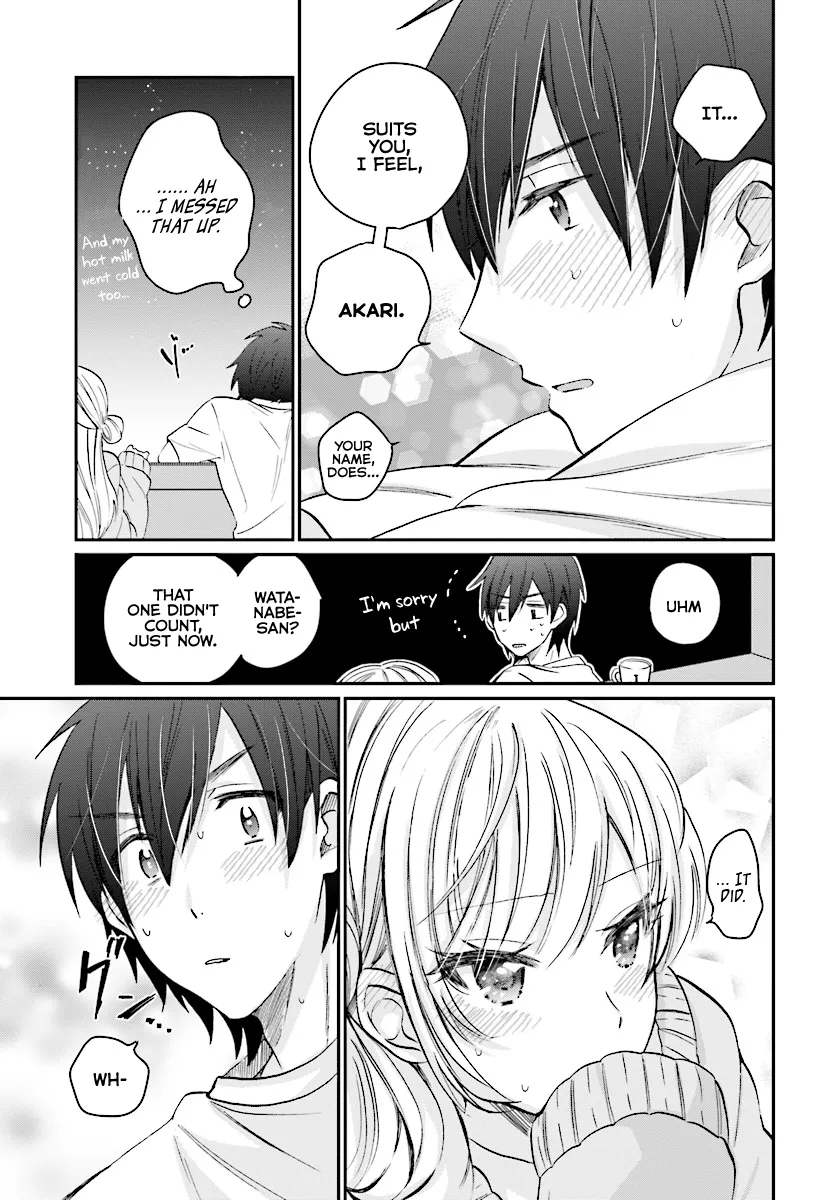 IT...
SUITS
YOU,
I FEEL,
AKARI.
YOUR
NAME,
DOES...
...... AH
... I MESSED
THAT UP.
And my
hot milk
went cold
too...
ヅ...
UHM
I'm sorry
but
WATA-
NABE-
SAN?
THAT
ONE DIDN'T
COUNT,
JUST NOW.
... IT
DID.
WH-